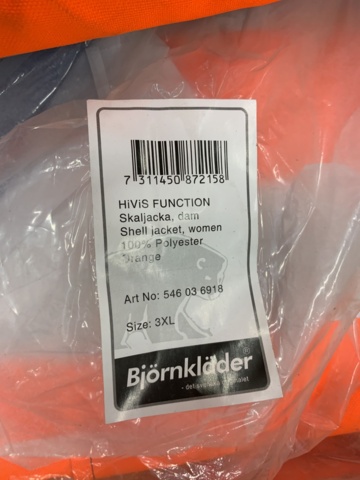 7 311450 872158
HiViS FUNCTION
Skaljacka, dam
Shell jacket, women
100% Polyester
Orange
Art No: 546 03 6918
Size: 3XL
Björnkläder®